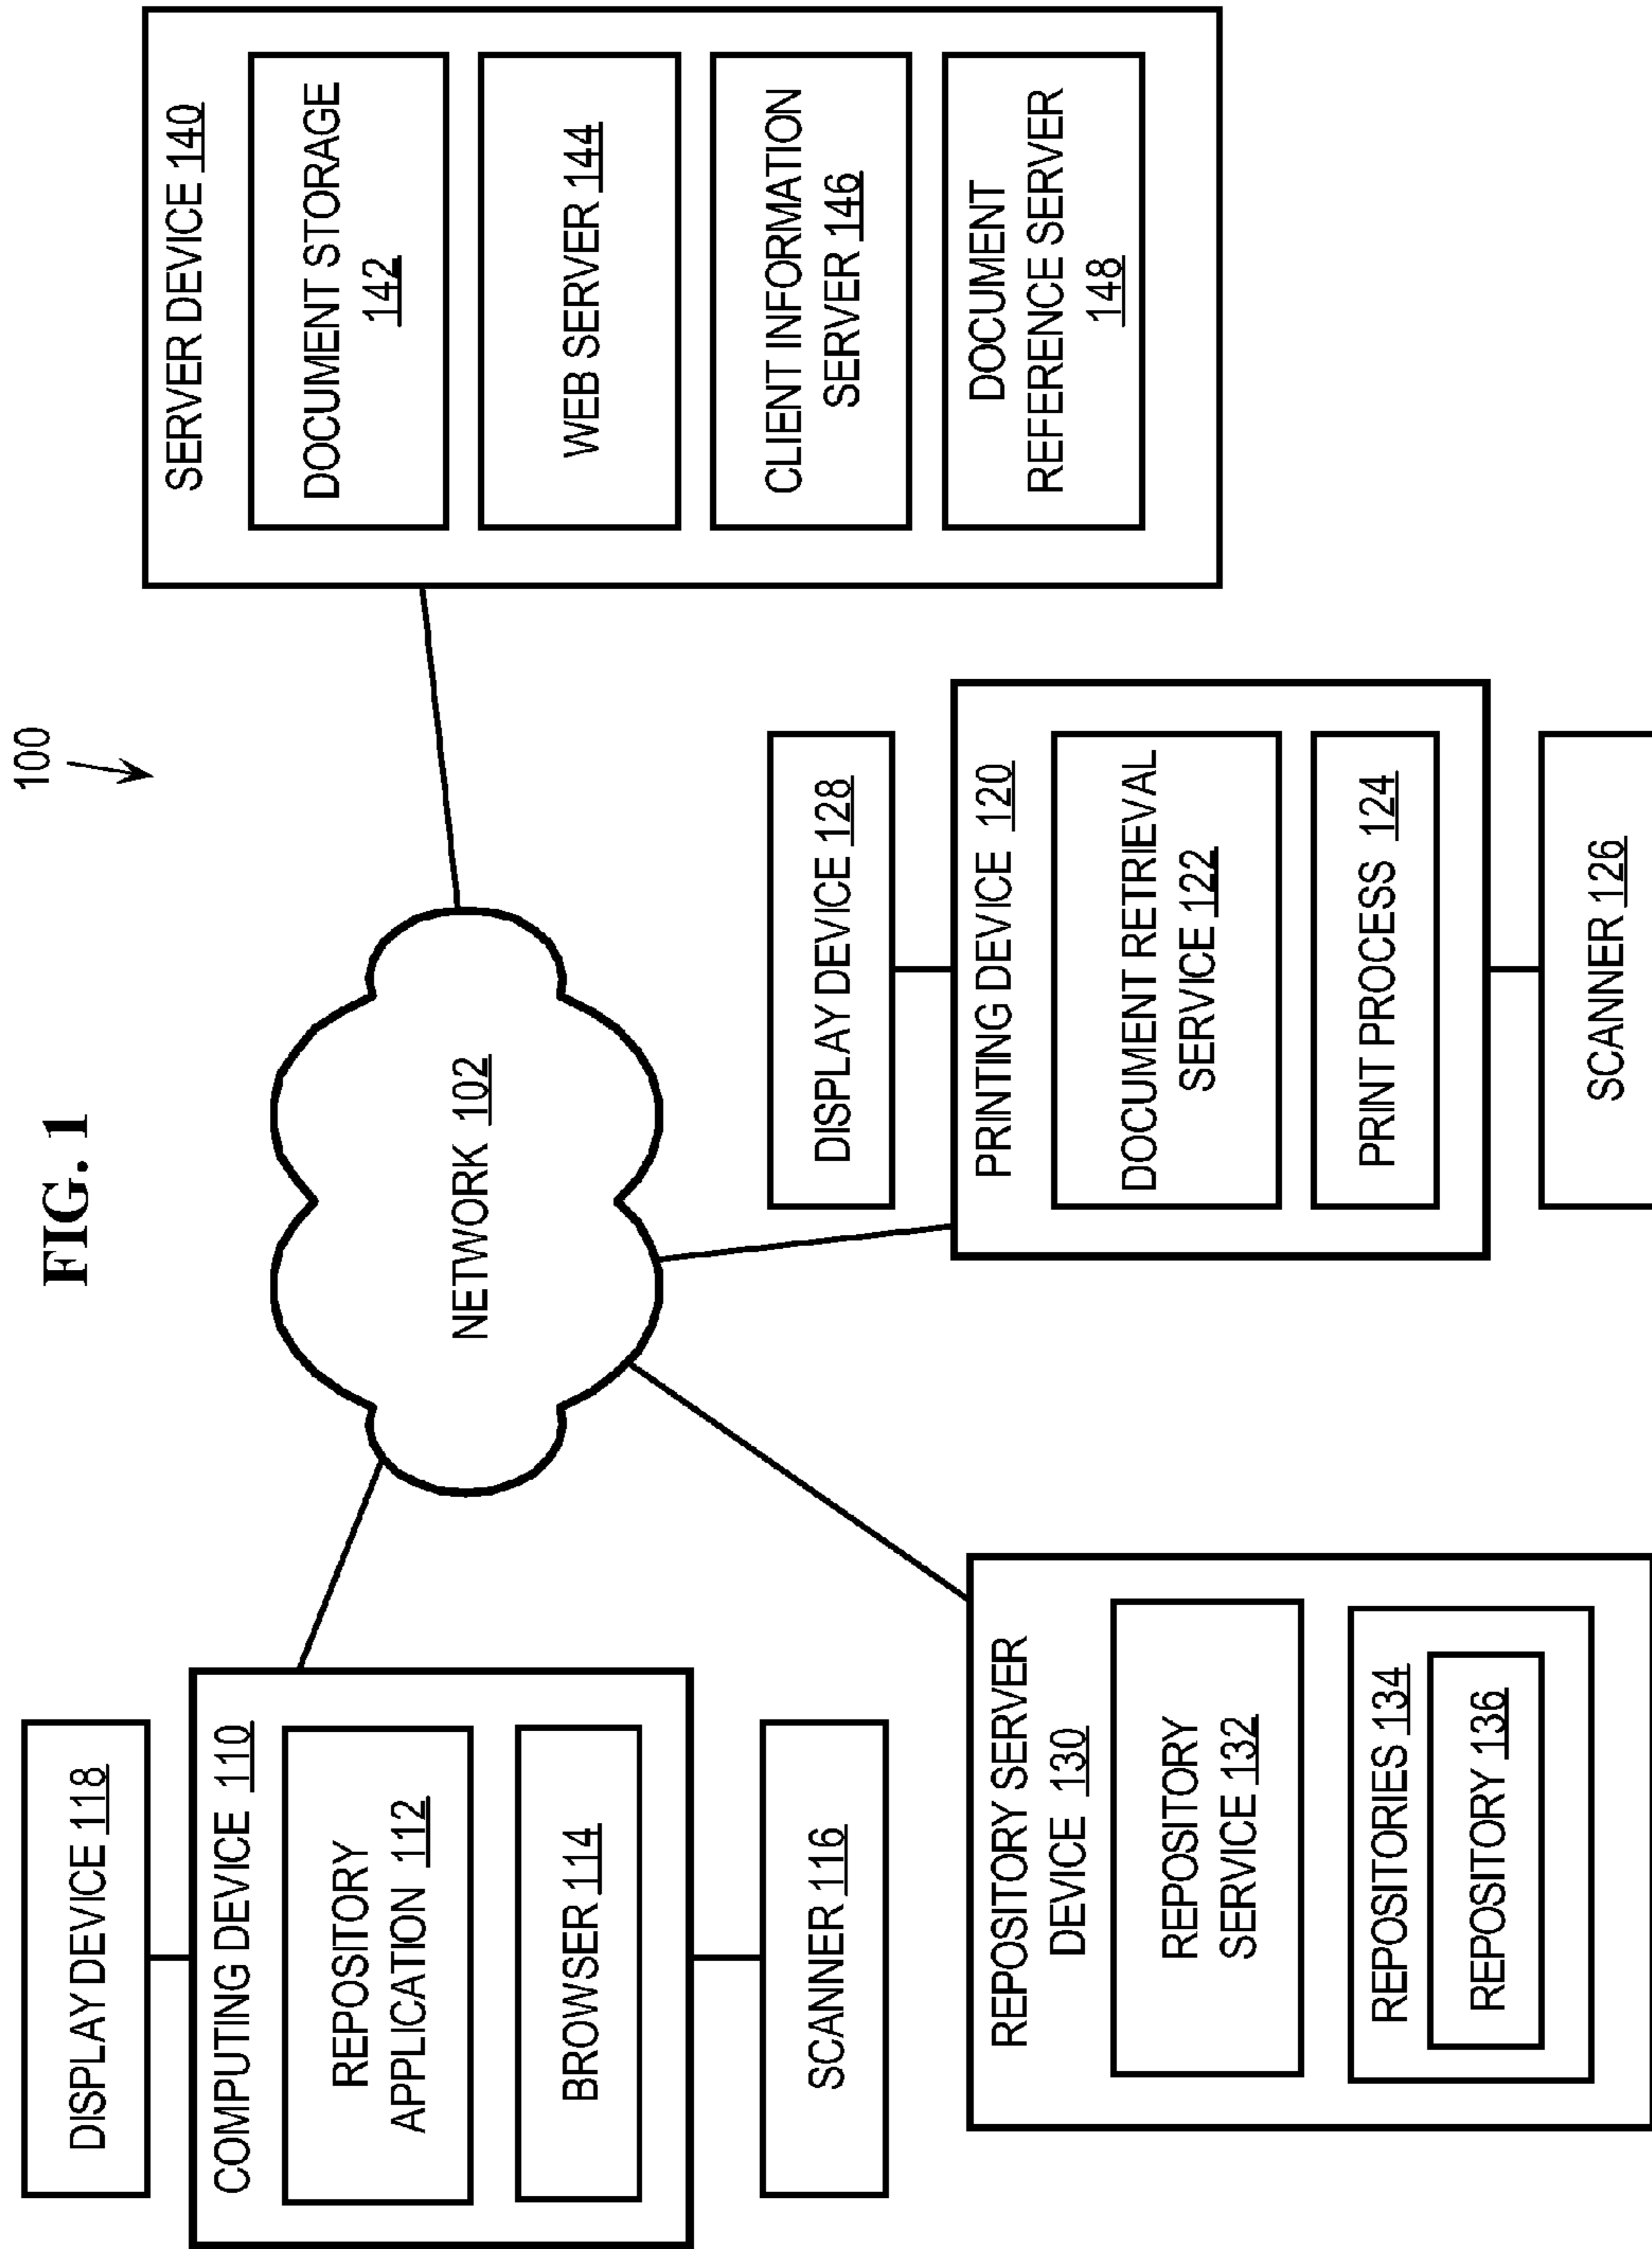 FIG. 1
100
DISPLAY DEVICE 118
COMPUTING DEVICE 110
REPOSITORY
APPLICATION 112
BROWSER 114
SCANNER 116
NETWORK 102
SERVER DEVICE 140
DOCUMENT STORAGE
142
WEB SERVER 144
CLIENT INFORMATION
SERVER 146
DOCUMENT
REFERENCE SERVER
148
REPOSITORY SERVER
DEVICE 130
REPOSITORY
SERVICE 132
REPOSITORIES 134
REPOSITORY 136
DISPLAY DEVICE 128
PRINTING DEVICE 120
DOCUMENT RETRIEVAL
SERVICE 122
PRINT PROCESS 124
SCANNER 126